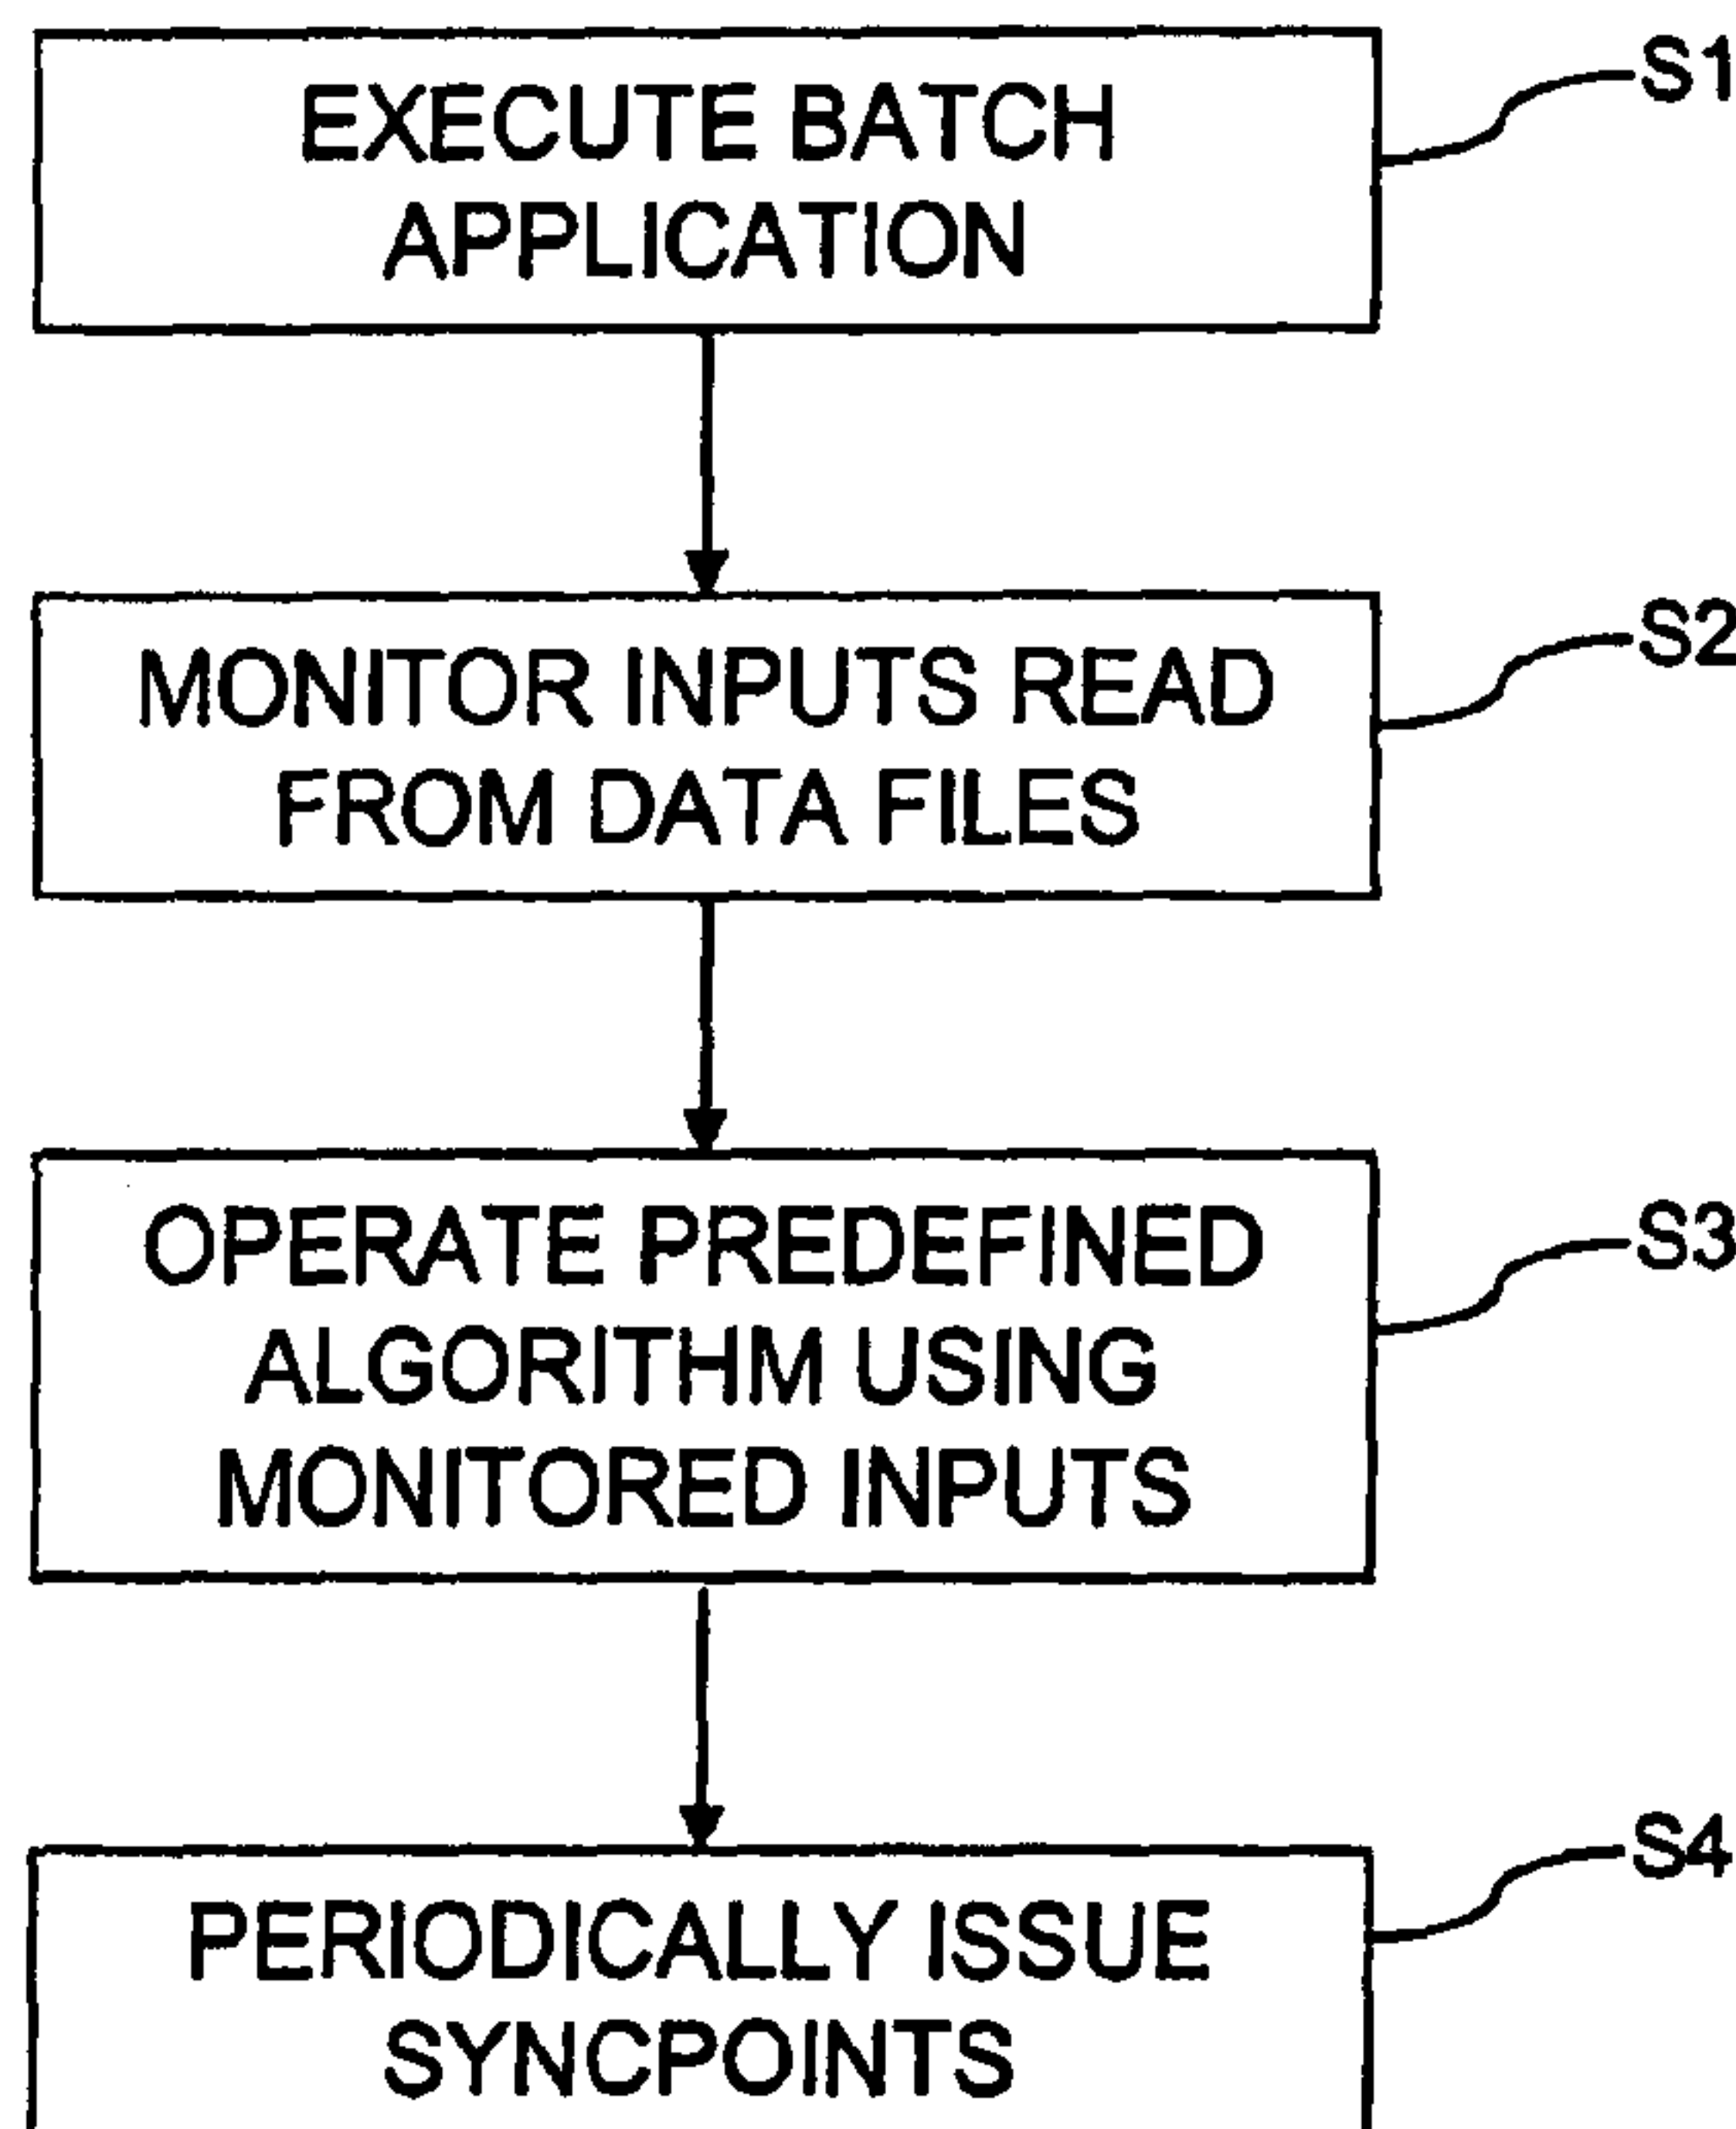 EXECUTE BATCH
APPLICATION
S1
MONITOR INPUTS READ
FROM DATA FILES
S2
OPERATE PREDEFINED
ALGORITHM USING
MONITORED INPUTS
S3
PERIODICALLY ISSUE
SYNCPOINTS
S4